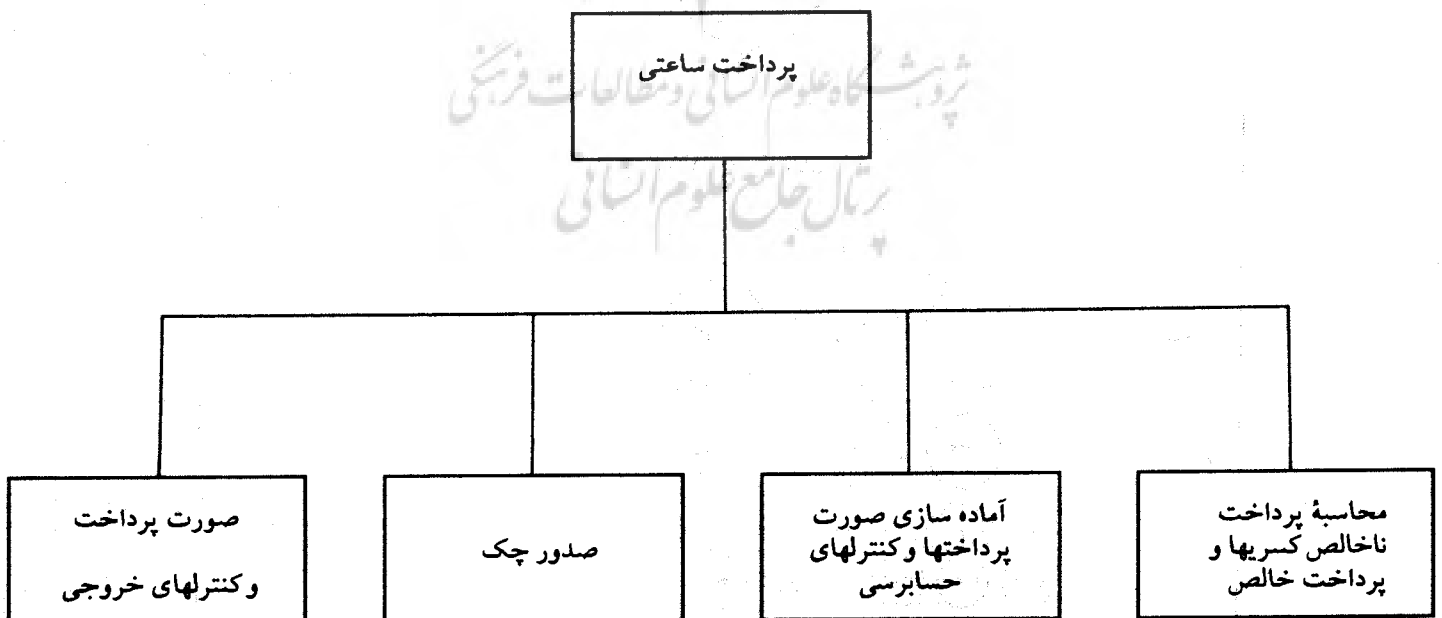 پرداخت ساعتی
پژوهشگاه علوم انسانی و مطالعات فرهنگی
پرتال جامع علوم انسانی
محاسبهٔ پرداخت
ناخالص کسریها و
پرداخت خالص
آماده سازی صورت
پرداختها و کنترلهای
حسابرسی
صدور چک
صورت پرداخت
و کنترلهای خروجی